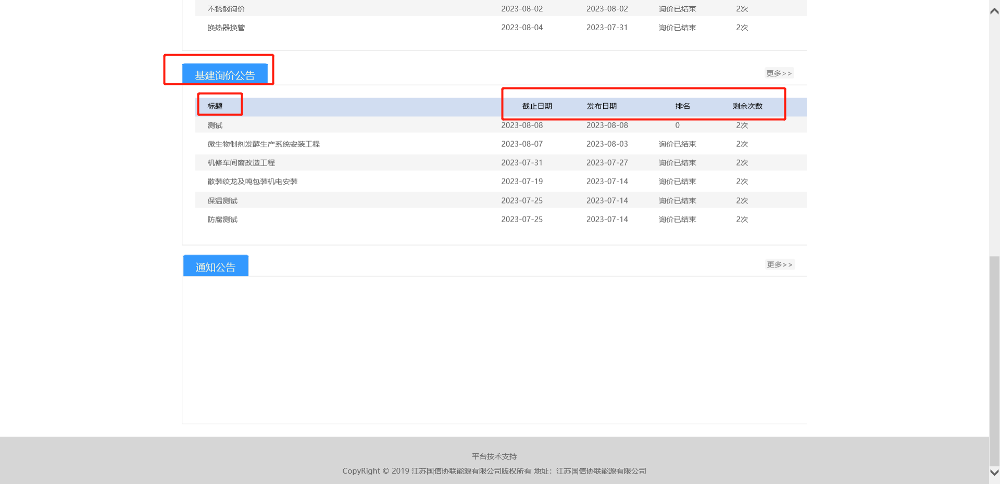 不锈钢询价 2023-08-02 2023-08-02 询价已结束 2次
换热器换管 2023-08-04 2023-07-31 询价已结束 2次
基建询价公告 更多>>
标题 截止日期 发布日期 排名 剩余次数
测试 2023-08-08 2023-08-08 0 2次
微生物制剂发酵生产系统安装工程 2023-08-07 2023-08-03 询价已结束 2次
机修车间窗改造工程 2023-07-31 2023-07-27 询价已结束 2次
散装绞龙及吨包装机电安装 2023-07-19 2023-07-14 询价已结束 2次
保温测试 2023-07-25 2023-07-14 询价已结束 2次
防腐测试 2023-07-25 2023-07-14 询价已结束 2次
通知公告 更多>>
平台技术支持
CopyRight © 2019 江苏国信协联能源有限公司版权所有 地址：江苏国信协联能源有限公司